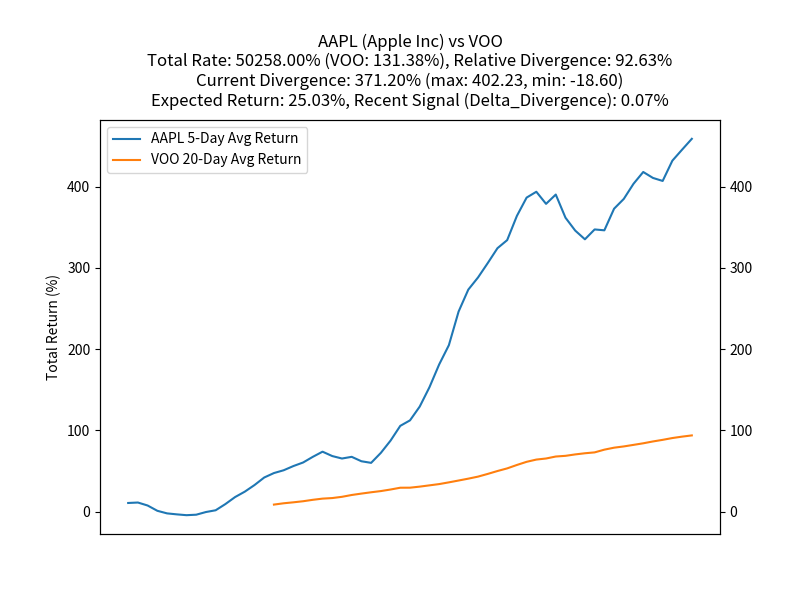 AAPL (Apple Inc) vs VOO
Total Rate: 50258.00% (VOO: 131.38%), Relative Divergence: 92.63%
Current Divergence: 371.20% (max: 402.23, min: -18.60)
Expected Return: 25.03%, Recent Signal (Delta_Divergence): 0.07%
AAPL 5-Day Avg Return
VOO 20-Day Avg Return
Total Return (%)
400
300
200
100
0
400
300
200
100
0